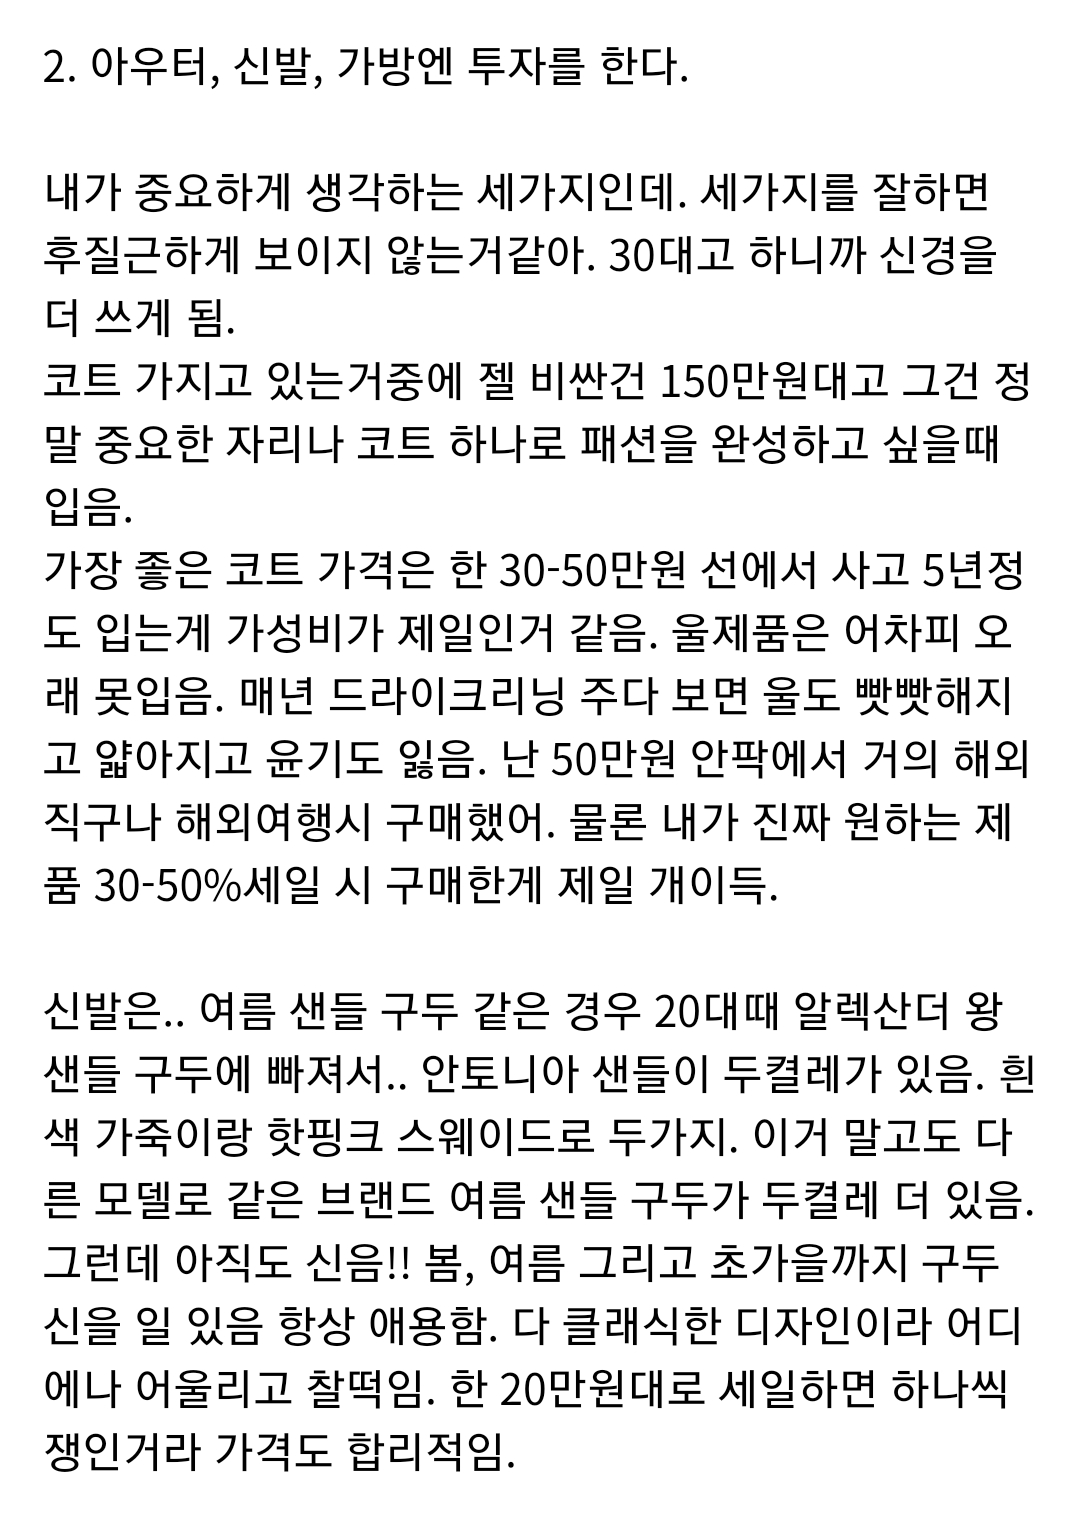 2. 아우터, 신발, 가방엔 투자를 한다.
내가 중요하게 생각하는 세가지인데. 세가지를 잘하면
후질근하게 보이지 않는거같아. 30대고 하니까 신경을
더 쓰게 됨.
코트 가지고 있는거중에 젤 비싼건 150만원대고 그건 정
말 중요한 자리나 코트 하나로 패션을 완성하고 싶을때
입음.
가장 좋은 코트 가격은 한 30-50만원 선에서 사고 5년정
도 입는게 가성비가 제일인거 같음. 울제품은 어차피 오
래 못입음. 매년 드라이크리닝 주다 보면 울도 빳빳해지
고 얇아지고 윤기도 잃음. 난 50만원 안팍에서 거의 해외
직구나 해외여행시 구매했어. 물론 내가 진짜 원하는 제
품 30-50%세일 시 구매한게 제일 개이득.
신발은.. 여름 샌들 구두 같은 경우 20대때 알렉산더 왕
샌들 구두에 빠져서.. 안토니아 샌들이 두켤레가 있음. 흰
색 가죽이랑 핫핑크 스웨이드로 두가지. 이거 말고도 다
른 모델로 같은 브랜드 여름 샌들 구두가 두켤레 더 있음.
그런데 아직도 신음!! 봄, 여름 그리고 초가을까지 구두
신을 일 있음 항상 애용함. 다 클래식한 디자인이라 어디
에나 어울리고 찰떡임. 한 20만원대로 세일하면 하나씩
쟁인거라 가격도 합리적임.